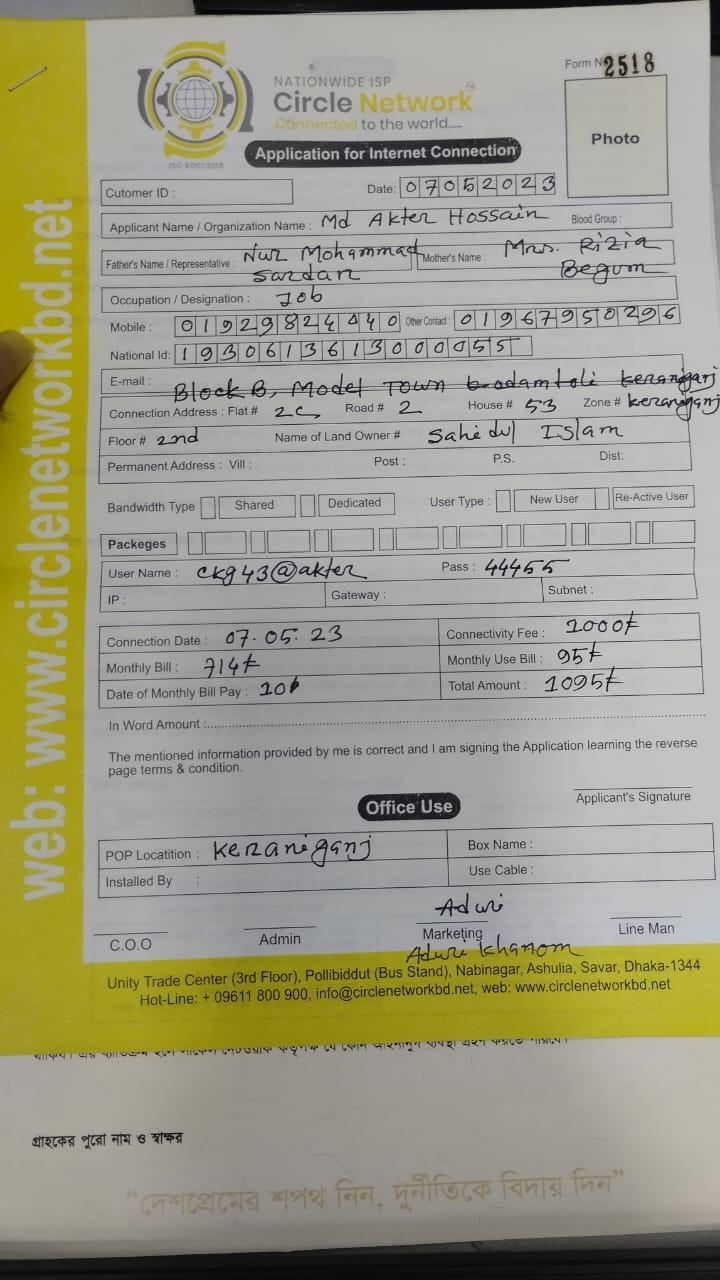 Form N 2518
NATIONWIDE ISP
Circle Network
Connected to the world.....
ISO 9001:2015
Photo
Application for Internet Connection
Cutomer ID :
Date: 07052023
Applicant Name / Organization Name : Md Akter Hossain Blood Group :
Father's Name / Representative : Nur Mohammad Sardar Mother's Name : Mrs. Rizia Begum
Occupation / Designation : Job
Mobile : 01929824440 Other Contact : 01967950296
National Id: 19306136130000055
E-mail : Block B, Model Town keraniganj
Connection Address : Flat # 2C Road # 2 House # 53 Zone # keraniganj
Floor # 2nd Name of Land Owner # Sahedul Islam
Permanent Address : Vill : Post : P.S. Dist:
Bandwidth Type Shared Dedicated User Type : New User Re-Active User
Packeges
User Name : ckg43@akter Pass : 44455
IP : Gateway : Subnet :
Connection Date : 07.05.23 Connectivity Fee : 1000৳
Monthly Bill : 714৳ Monthly Use Bill : 95৳
Date of Monthly Bill Pay : 10 Total Amount : 1095৳
In Word Amount :
The mentioned information provided by me is correct and I am signing the Application learning the reverse
page terms & condition.
Applicant's Signature
Office Use
POP Locatition : Keraniganj Box Name :
Installed By : Use Cable :
Aduri
C.O.O Admin Marketing Line Man
Aduri Khanom
Unity Trade Center (3rd Floor), Pollibiddut (Bus Stand), Nabinagar, Ashulia, Savar, Dhaka-1344
Hot-Line: + 09611 800 900, info@circlenetworkbd.net, web: www.circlenetworkbd.net
web: www.circlenetworkbd.net
গ্রাহকের পুরো নাম ও স্বাক্ষর
“দেশপ্রেমের শপথ নিন, দুর্নীতিকে বিদায় দিন”